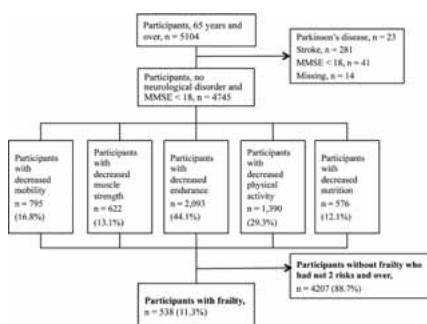 Participants, 65 years and
over, n = 5104
Parkinson's disease, n = 23
Stroke, n = 281
MMSE < 18, n = 41
Missing, n = 14
Participants, no
neurological disorder and
MMSE < 18, n = 4745
Participants
with
decreased
mobility
n = 795
(16.8%)
Participants
with
decreased
muscle
strength
n = 622
(13.1%)
Participants
with
decreased
endurance
n = 2,093
(44.1%)
Participants
with
decreased
physical
activity
n = 1,390
(29.3%)
Participants
with
decreased
nutrition
n = 576
(12.1%)
Participants without frailty who
had not 2 risks and over,
n = 4207 (88.7%)
Participants with frailty,
n = 538 (11.3%)